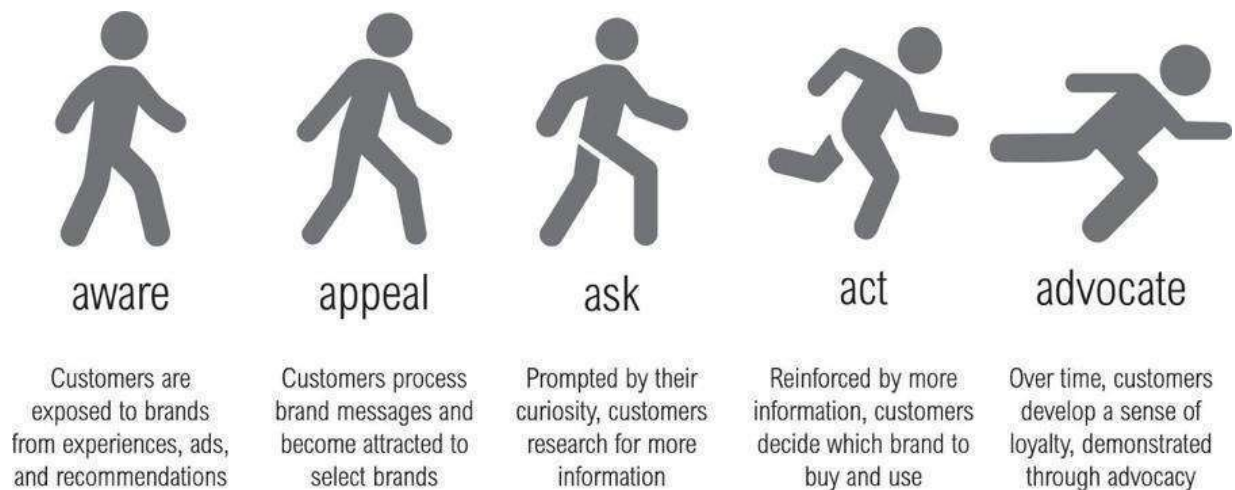 aware
Customers are
exposed to brands
from experiences, ads,
and recommendations
appeal
Customers process
brand messages and
become attracted to
select brands
ask
Prompted by their
curiosity, customers
research for more
information
act
Reinforced by more
information, customers
decide which brand to
buy and use
advocate
Over time, customers
develop a sense of
loyalty, demonstrated
through advocacy